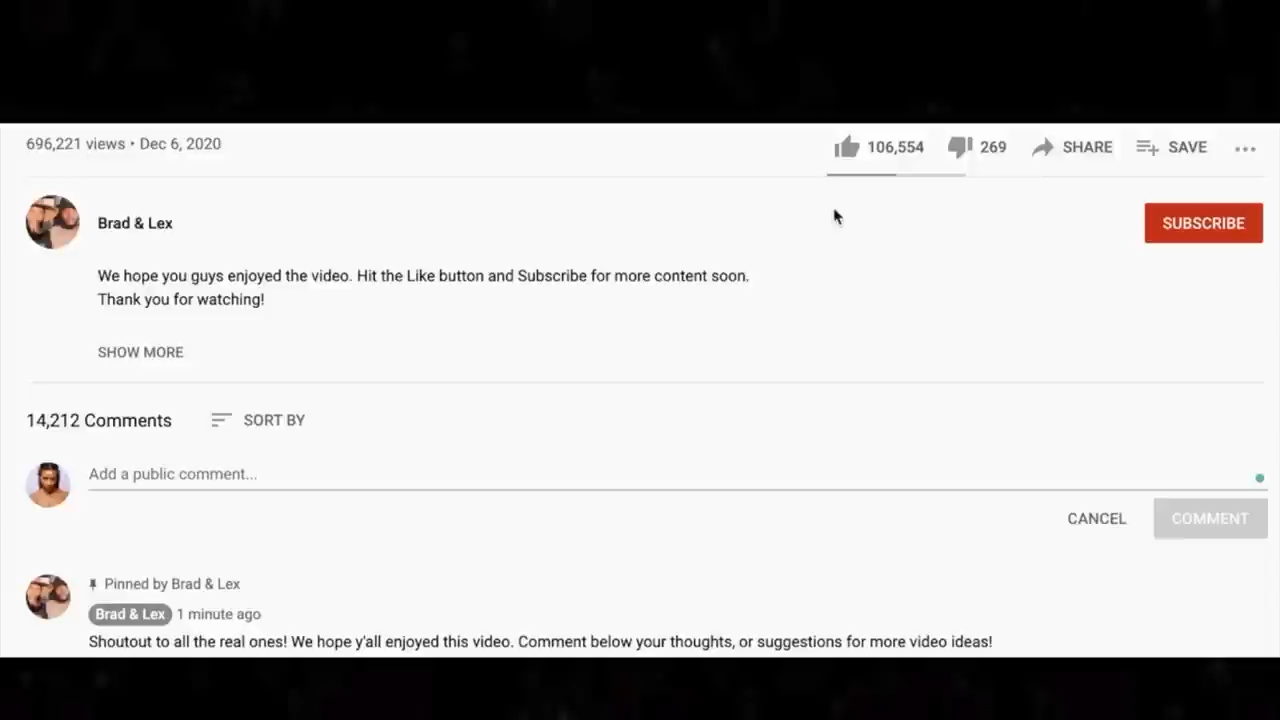 696,221 views • Dec 6, 2020
106,554 269 SHARE SAVE ...
Brad & Lex
SUBSCRIBE
We hope you guys enjoyed the video. Hit the Like button and Subscribe for more content soon.
Thank you for watching!
SHOW MORE
14,212 Comments SORT BY
Add a public comment...
CANCEL COMMENT
Pinned by Brad & Lex
Brad & Lex 1 minute ago
Shoutout to all the real ones! We hope y'all enjoyed this video. Comment below your thoughts, or suggestions for more video ideas!